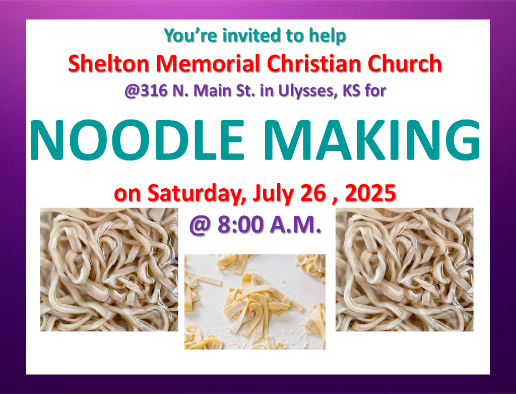 You're invited to help
Shelton Memorial Christian Church
@316 N. Main St. in Ulysses, KS for
NOODLE MAKING
on Saturday, July 26 , 2025
@ 8:00 A.M.